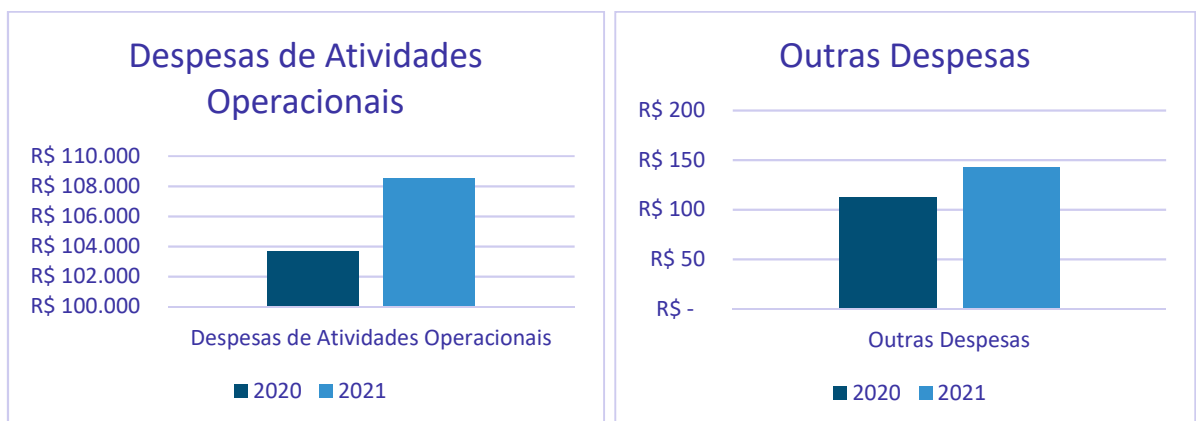 Despesas de Atividades
Operacionais
R$ 110.000
R$ 108.000
R$ 106.000
R$ 104.000
R$ 102.000
R$ 100.000
Despesas de Atividades Operacionais
2020 2021
Outras Despesas
R$ 200
R$ 150
R$ 100
R$ 50
R$ -
Outras Despesas
2020 2021